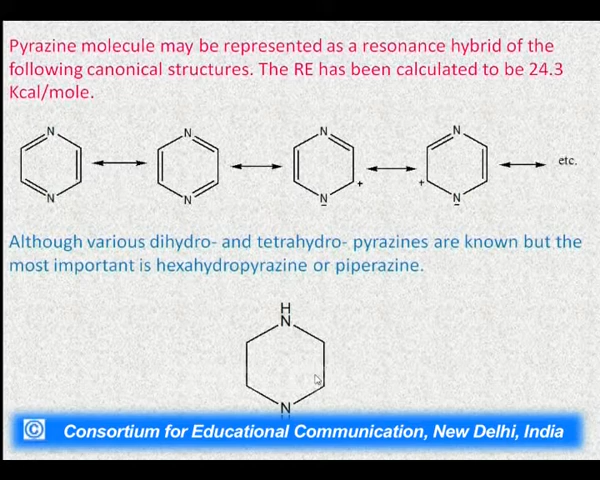 Pyrazine molecule may be represented as a resonance hybrid of the
following canonical structures. The RE has been calculated to be 24.3
Kcal/mole.
N N N N etc.
N N N + + N
- -
Although various dihydro- and tetrahydro- pyrazines are known but the
most important is hexahydropyrazine or piperazine.
H
N
N
© Consortium for Educational Communication, New Delhi, India